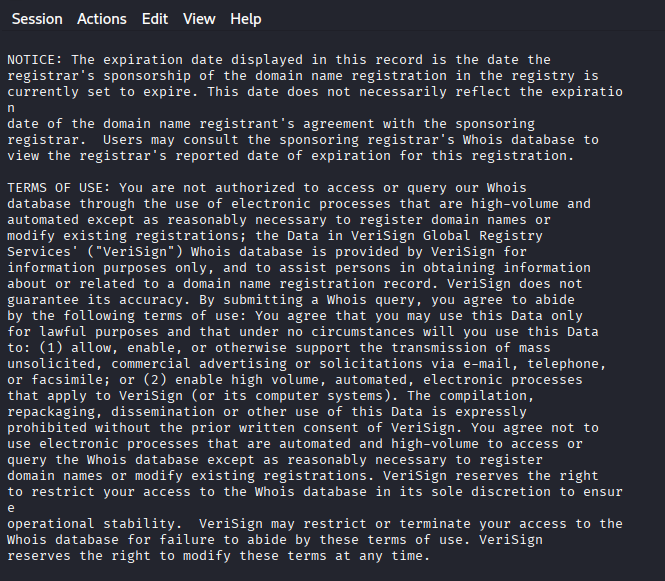 Session Actions Edit View Help
NOTICE: The expiration date displayed in this record is the date the
registrar's sponsorship of the domain name registration in the registry is
currently set to expire. This date does not necessarily reflect the expiratio
n
date of the domain name registrant's agreement with the sponsoring
registrar.  Users may consult the sponsoring registrar's Whois database to
view the registrar's reported date of expiration for this registration.

TERMS OF USE: You are not authorized to access or query our Whois
database through the use of electronic processes that are high-volume and
automated except as reasonably necessary to register domain names or
modify existing registrations; the Data in VeriSign Global Registry
Services' ("VeriSign") Whois database is provided by VeriSign for
information purposes only, and to assist persons in obtaining information
about or related to a domain name registration record. VeriSign does not
guarantee its accuracy. By submitting a Whois query, you agree to abide
by the following terms of use: You agree that you may use this Data only
for lawful purposes and that under no circumstances will you use this Data
to: (1) allow, enable, or otherwise support the transmission of mass
unsolicited, commercial advertising or solicitations via e-mail, telephone,
or facsimile; or (2) enable high volume, automated, electronic processes
that apply to VeriSign (or its computer systems). The compilation,
repackaging, dissemination or other use of this Data is expressly
prohibited without the prior written consent of VeriSign. You agree not to
use electronic processes that are automated and high-volume to access or
query the Whois database except as reasonably necessary to register
domain names or modify existing registrations. VeriSign reserves the right
to restrict your access to the Whois database in its sole discretion to ensur
e
operational stability.  VeriSign may restrict or terminate your access to the
Whois database for failure to abide by these terms of use. VeriSign
reserves the right to modify these terms at any time.